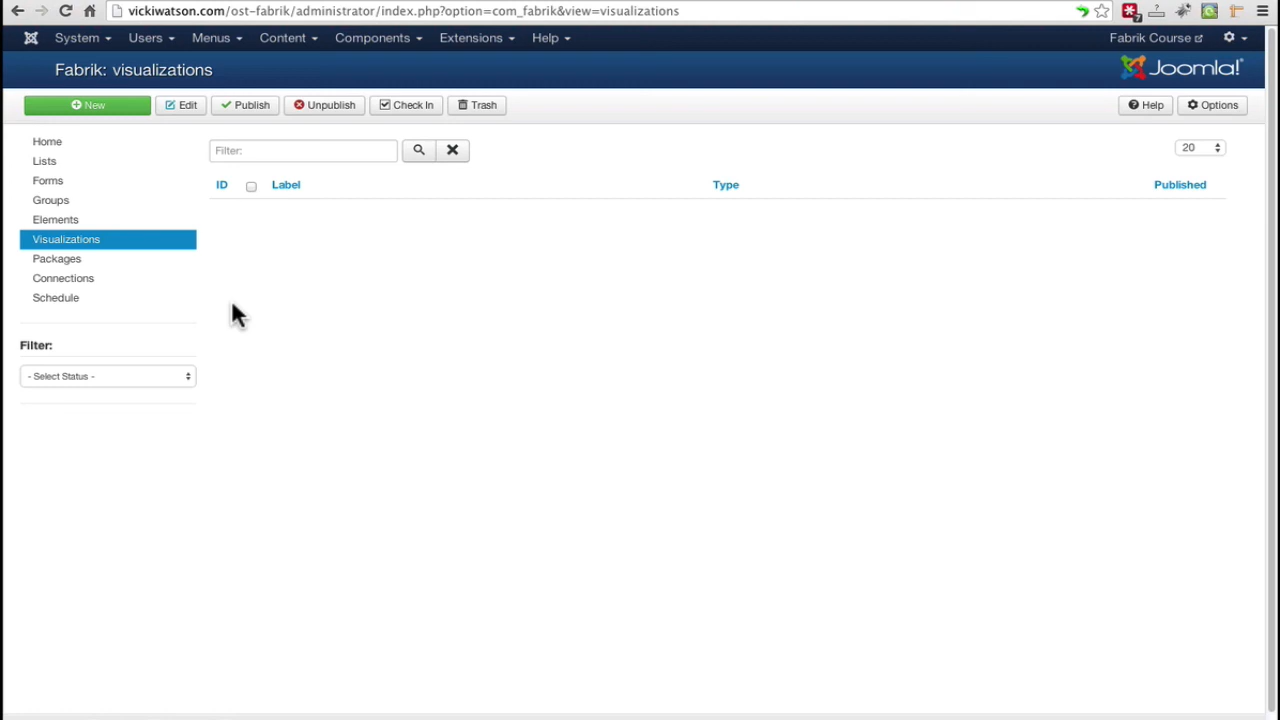 vickiwatson.com/ost-fabrik/administrator/index.php?option=com_fabrik&view=visualizations
7
System Users Menus Content Components Extensions Help Fabrik Course
Fabrik: visualizations
Joomla!
New Edit Publish Unpublish Check In Trash Help Options
Home
Lists
Forms
Groups
Elements
Visualizations
Packages
Connections
Schedule
Filter:
- Select Status -
Filter:
20
ID Label Type Published